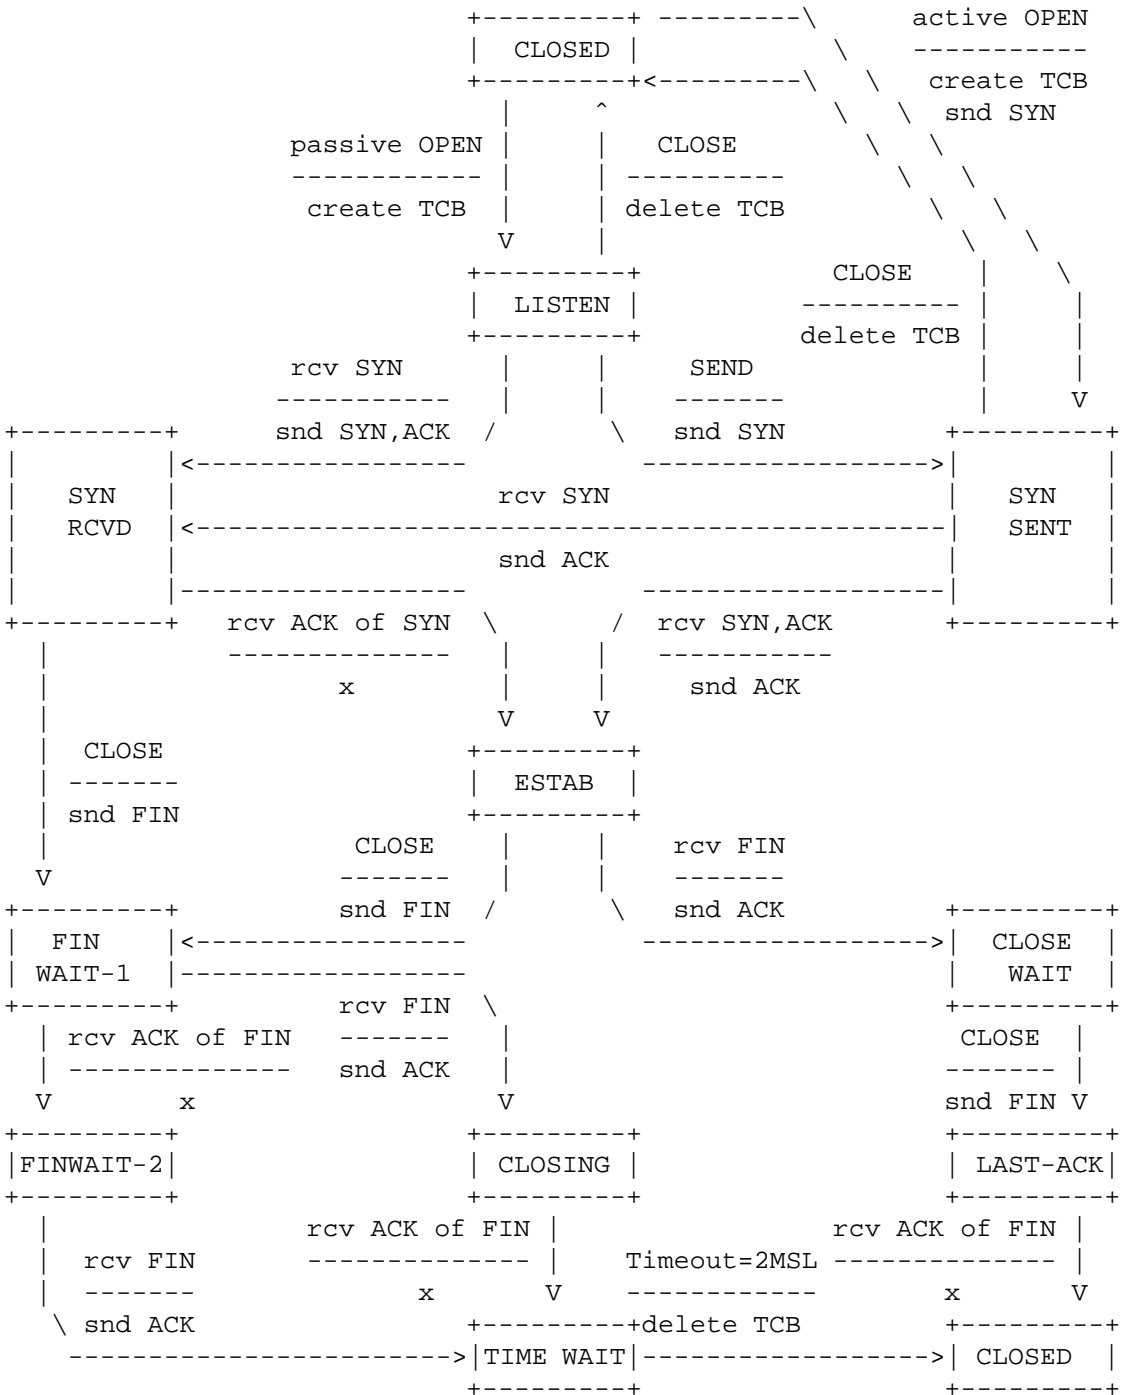 active OPEN
CLOSED
create TCB
snd SYN
passive OPEN CLOSE
create TCB delete TCB
CLOSE
LISTEN
delete TCB
rcv SYN SEND
snd SYN,ACK snd SYN
SYN rcv SYN SYN
RCVD SENT
snd ACK
rcv ACK of SYN rcv SYN,ACK
x snd ACK
CLOSE
ESTAB
snd FIN
CLOSE rcv FIN
snd FIN snd ACK
FIN CLOSE
WAIT-1 WAIT
rcv FIN
rcv ACK of FIN CLOSE
snd ACK
x snd FIN
FINWAIT-2 CLOSING LAST-ACK
rcv ACK of FIN rcv ACK of FIN
rcv FIN Timeout=2MSL
x x
snd ACK delete TCB
TIME WAIT CLOSED